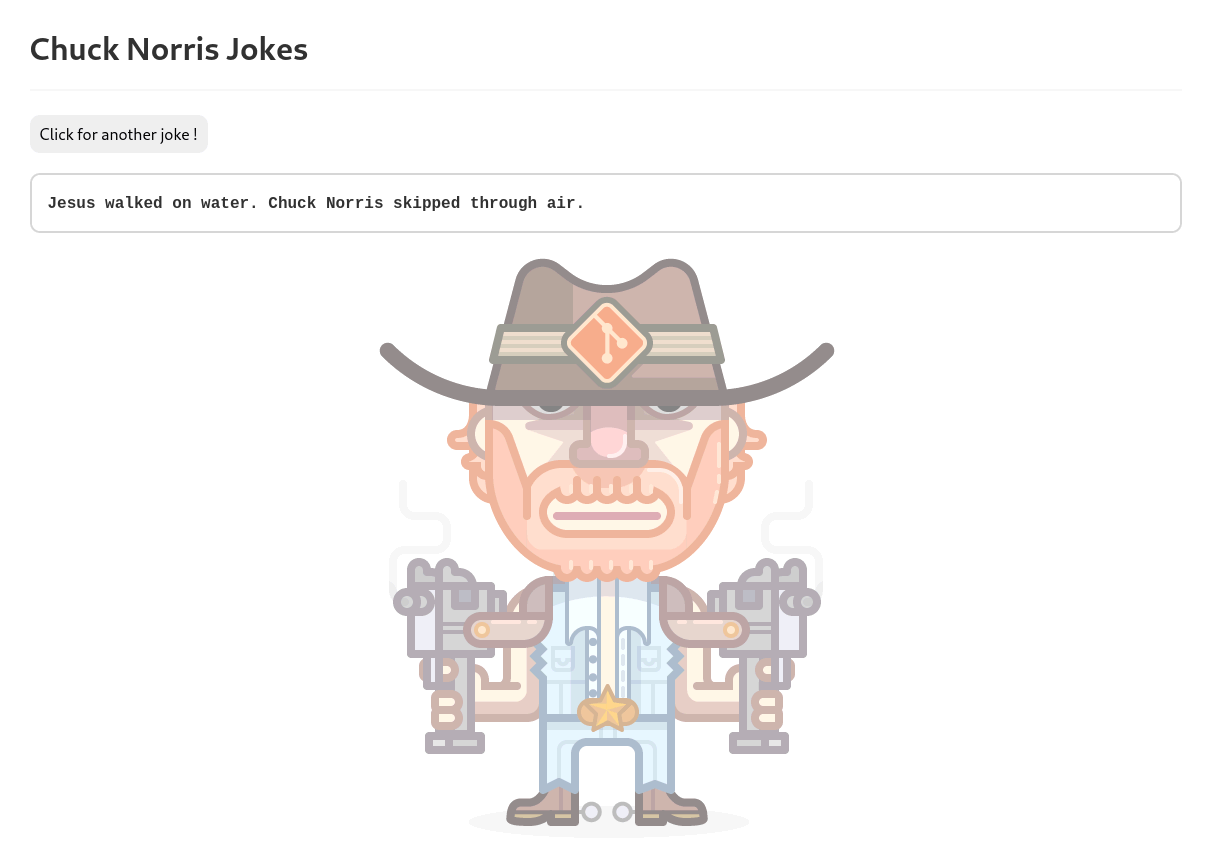 Chuck Norris Jokes
Click for another joke !
Jesus walked on water. Chuck Norris skipped through air.